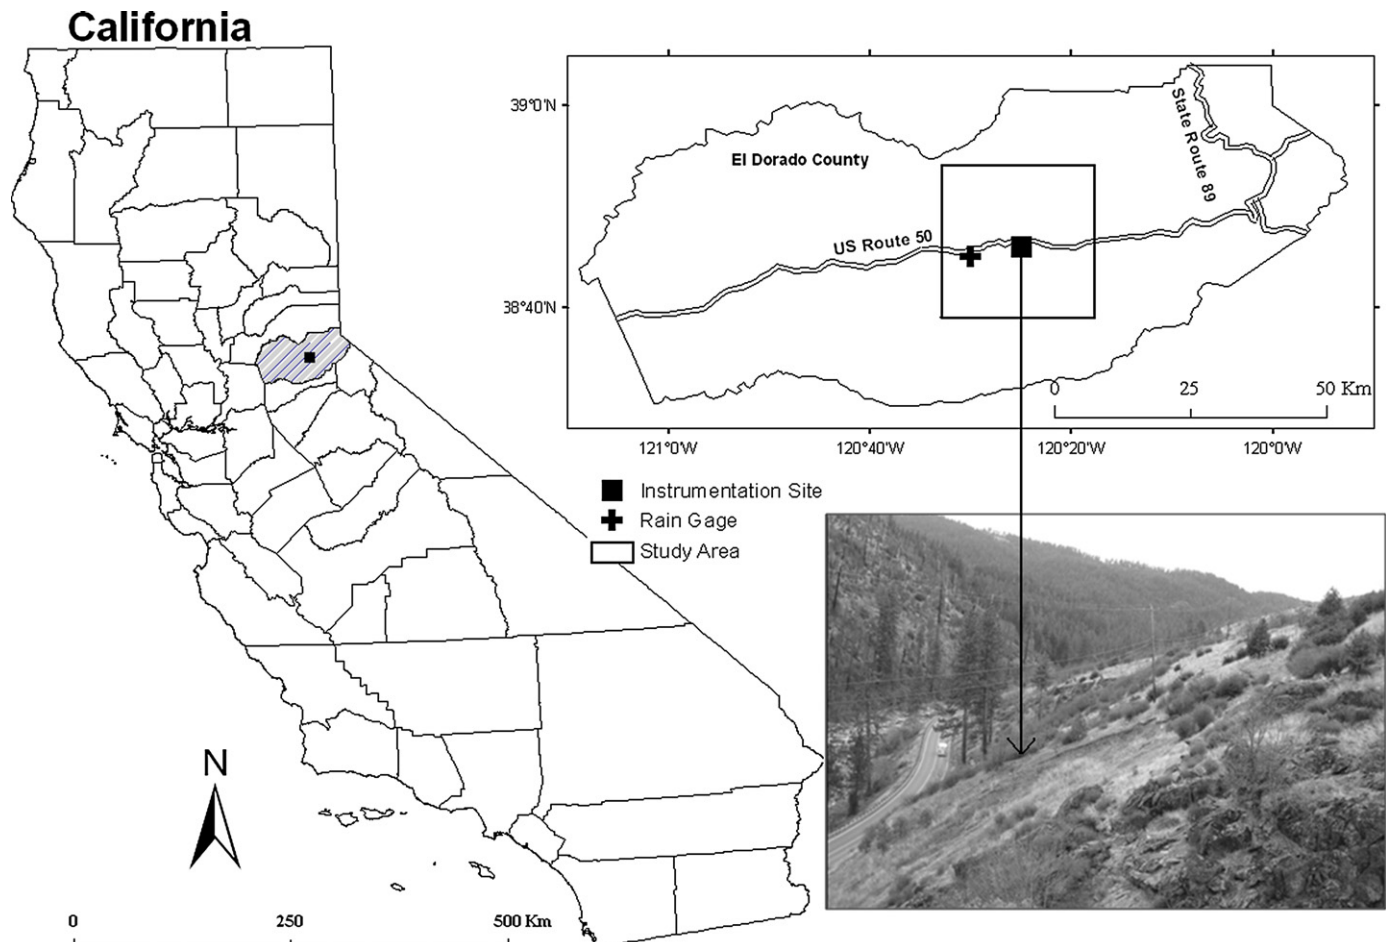 California
39°0'N
38°40'N
El Dorado County
State Route 89
US Route 50
0 25 50 Km
121°0'W 120°40'W 120°20'W 120°0'W
Instrumentation Site
Rain Gage
Study Area
N
0 250 500 Km